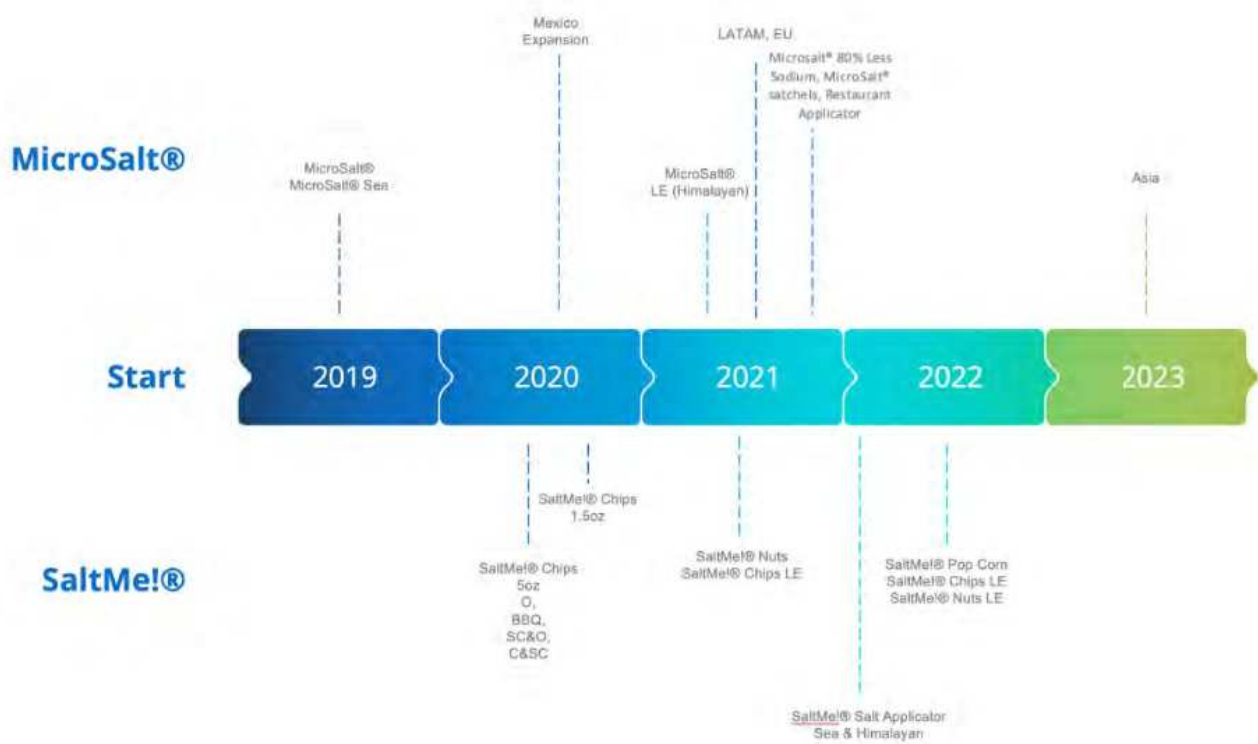 Mexico
Expansion
LATAM, EU
Microsalt® 80% Less
Sodium, MicroSalt®
satchels, Restaurant
Applicator
MicroSalt®
MicroSalt®
MicroSalt® Sea
MicroSalt®
LE (Himalayan)
Asia
Start
2019
2020
2021
2022
2023
SaltMe!® Chips
1.5oz
SaltMe!®
SaltMe!® Chips
5oz
O,
BBQ,
SC&O,
C&SC
SaltMe!® Nuts
SaltMe!® Chips LE
SaltMe!® Pop Corn
SaltMe!® Chips LE
SaltMe!® Nuts LE
SaltMe!® Salt Applicator
Sea & Himalayan